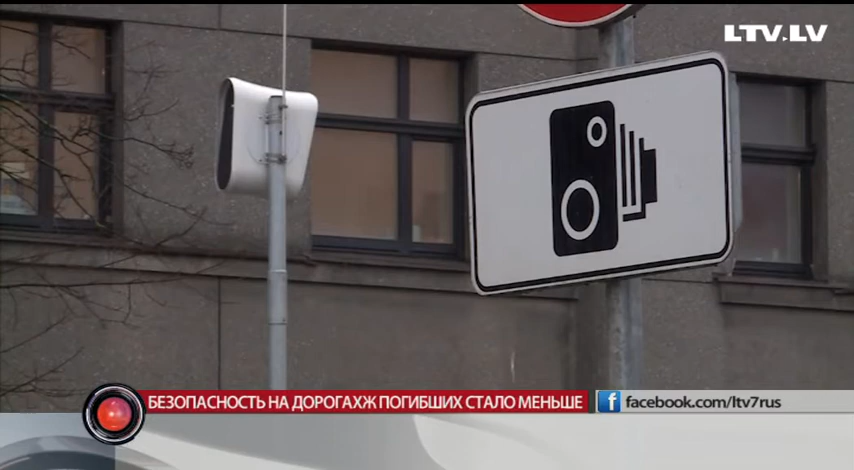 LTV.LV
БЕЗОПАСНОСТЬ НА ДОРОГАХЖ ПОГИБШИХ СТАЛО МЕНЬШЕ
f facebook.com/ltv7rus